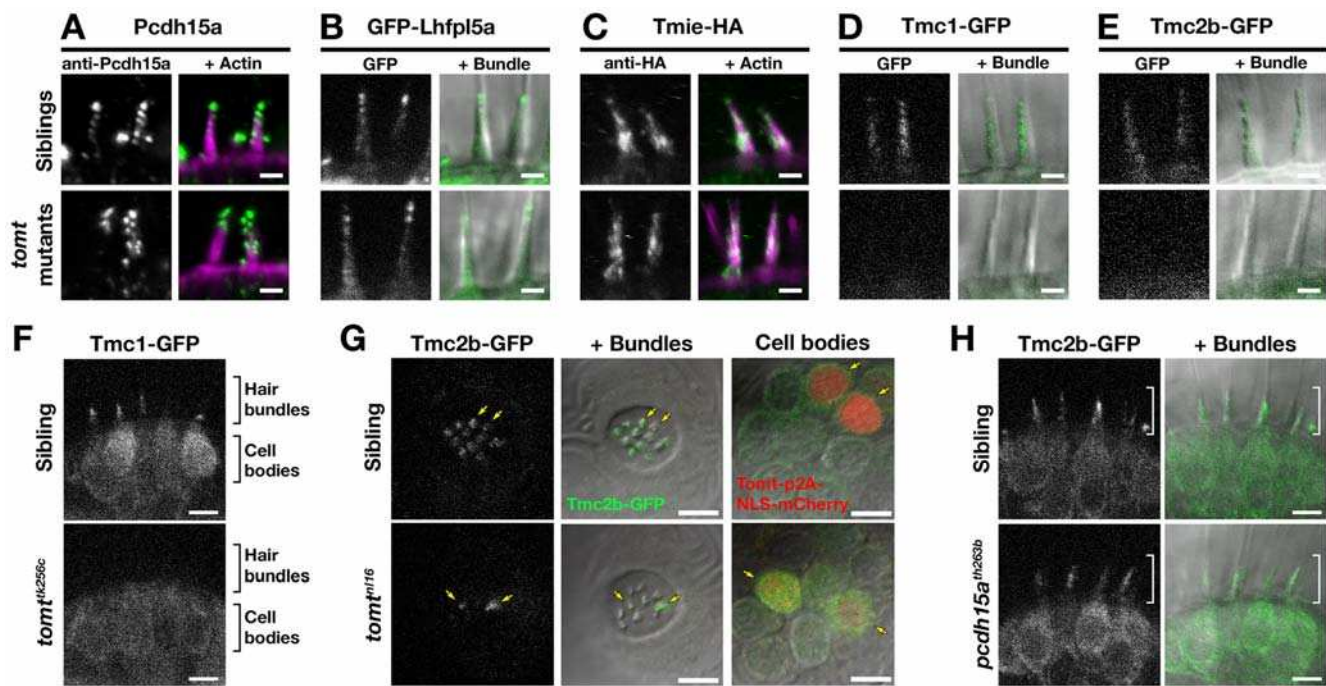 A Pcdh15a
anti-Pcdh15a + Actin
B GFP-Lhfpl5a
GFP + Bundle
C Tmie-HA
anti-HA + Actin
D Tmc1-GFP
GFP + Bundle
E Tmc2b-GFP
GFP + Bundle
Siblings
tomt
mutants
F Tmc1-GFP
Sibling
Hair
bundles
Cell
bodies
tomt tk256c
Hair
bundles
Cell
bodies
G Tmc2b-GFP + Bundles Cell bodies
Sibling
Tmc2b-GFP
Tomt-p2A-
NLS-mCherry
tomt nl16
H Tmc2b-GFP + Bundles
Sibling
pcdh15a th263b